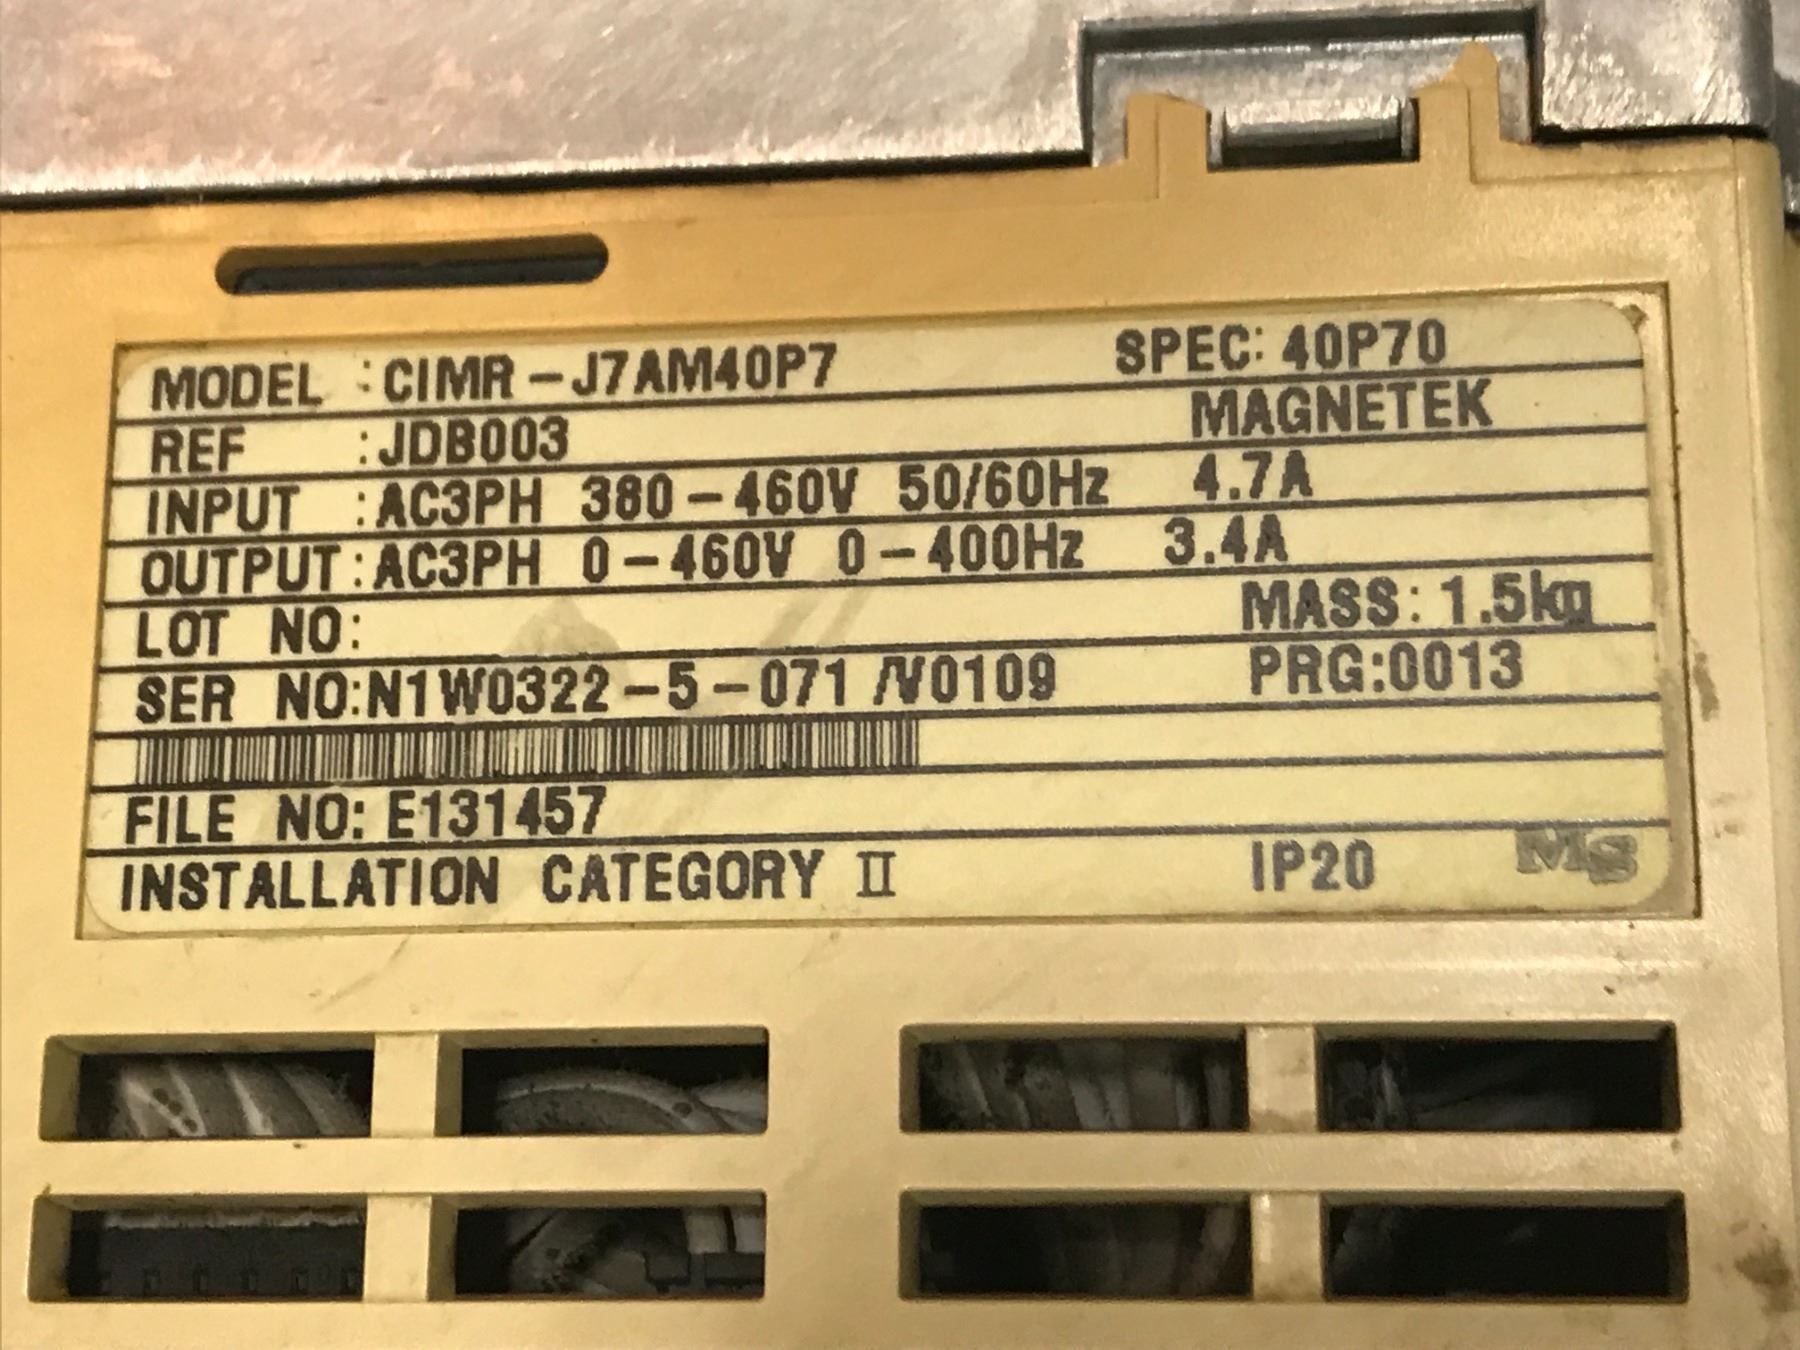 MODEL :CIMR-J7AM40P7 SPEC: 40P70
REF :JDB003 MAGNETEK
INPUT :AC3PH 380-460V 50/60Hz 4.7A
OUTPUT:AC3PH 0-460V 0-400Hz 3.4A
LOT NO: MASS: 1.5kg
SER NO:N1W0322-5-071 /V0109 PRG:0013
FILE NO: E131457
INSTALLATION CATEGORY II IP20 MS